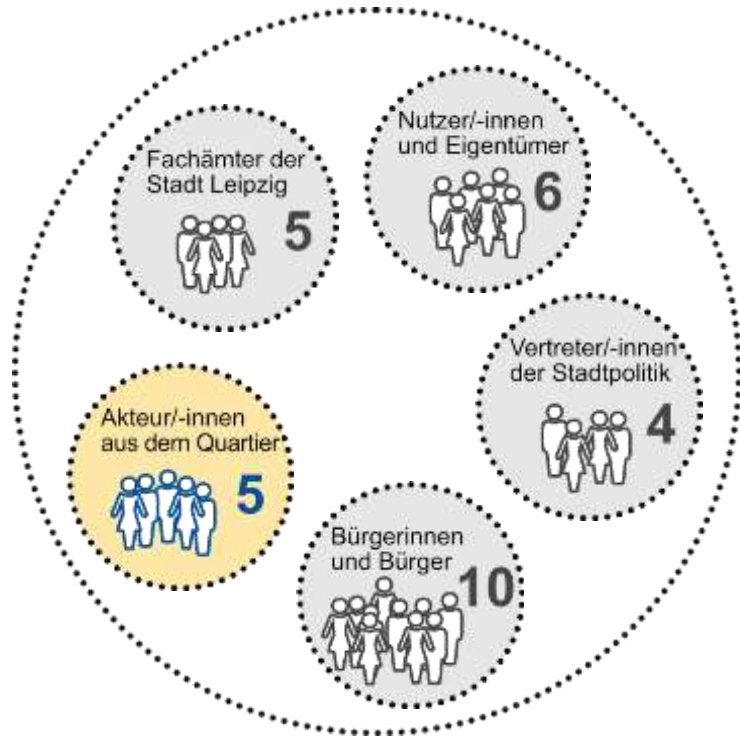 Fachämter der
Stadt Leipzig
5
Nutzer/-innen
und Eigentümer
6
Vertreter/-innen
der Stadtpolitik
4
Akteur/-innen
aus dem Quartier
5
Bürgerinnen
und Bürger
10